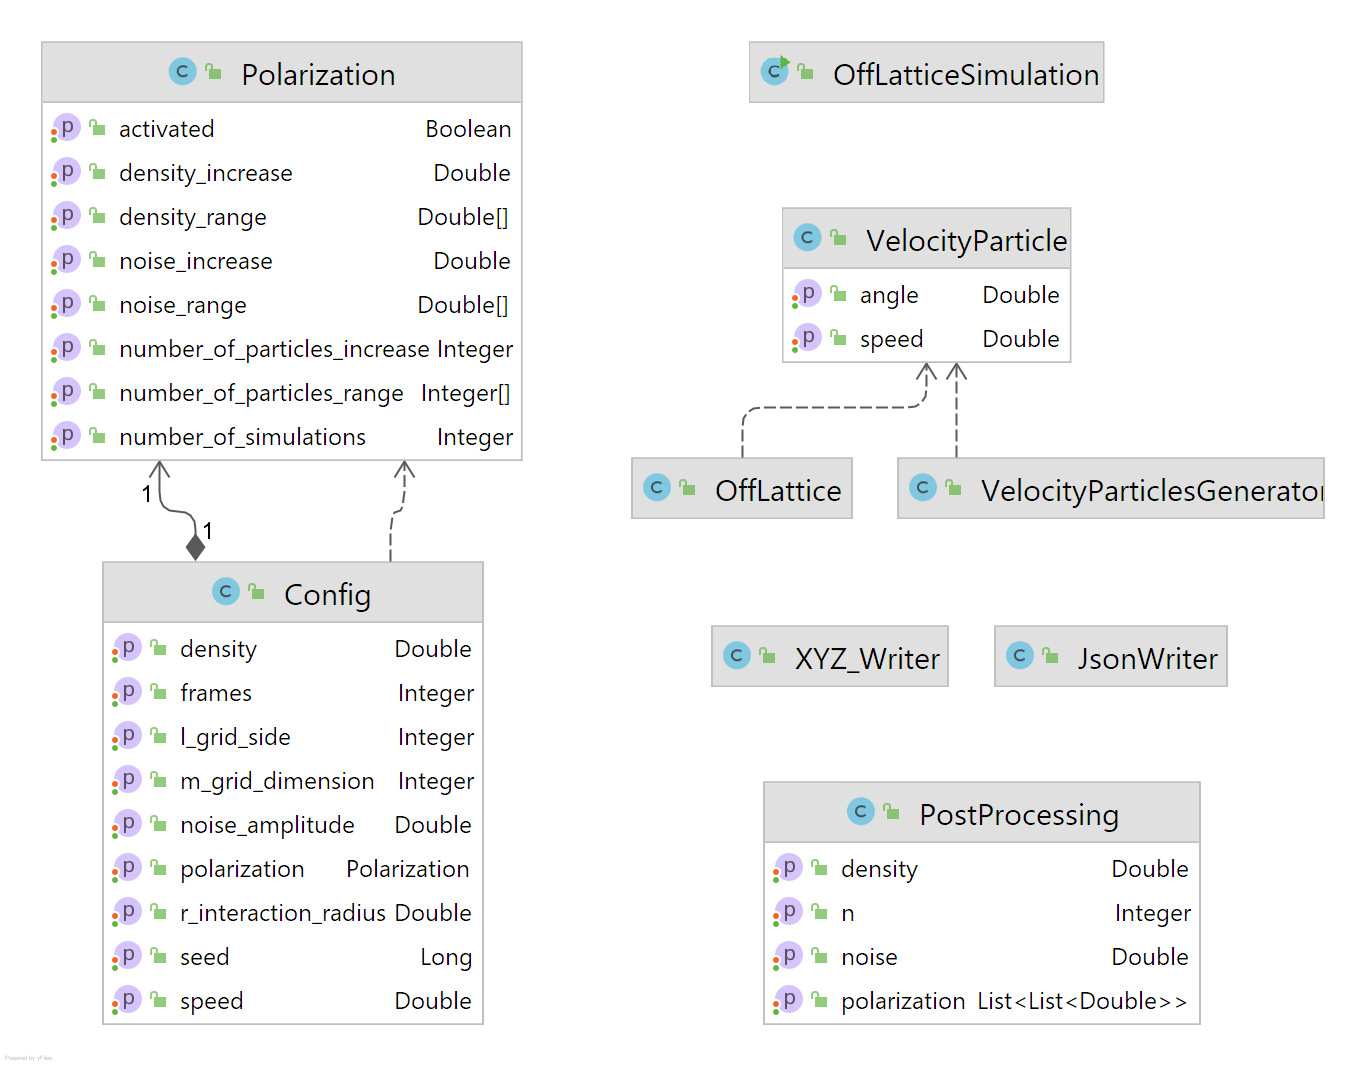 Polarization
activated Boolean
density_increase Double
density_range Double[]
noise_increase Double
noise_range Double[]
number_of_particles_increase Integer
number_of_particles_range Integer[]
number_of_simulations Integer
1
1
Config
density Double
frames Integer
l_grid_side Integer
m_grid_dimension Integer
noise_amplitude Double
polarization Polarization
r_interaction_radius Double
seed Long
speed Double
OffLatticeSimulation
VelocityParticle
angle Double
speed Double
OffLattice
VelocityParticlesGenerator
XYZ_Writer
JsonWriter
PostProcessing
density Double
n Integer
noise Double
polarization List<List<Double>>
Powered by yFiles